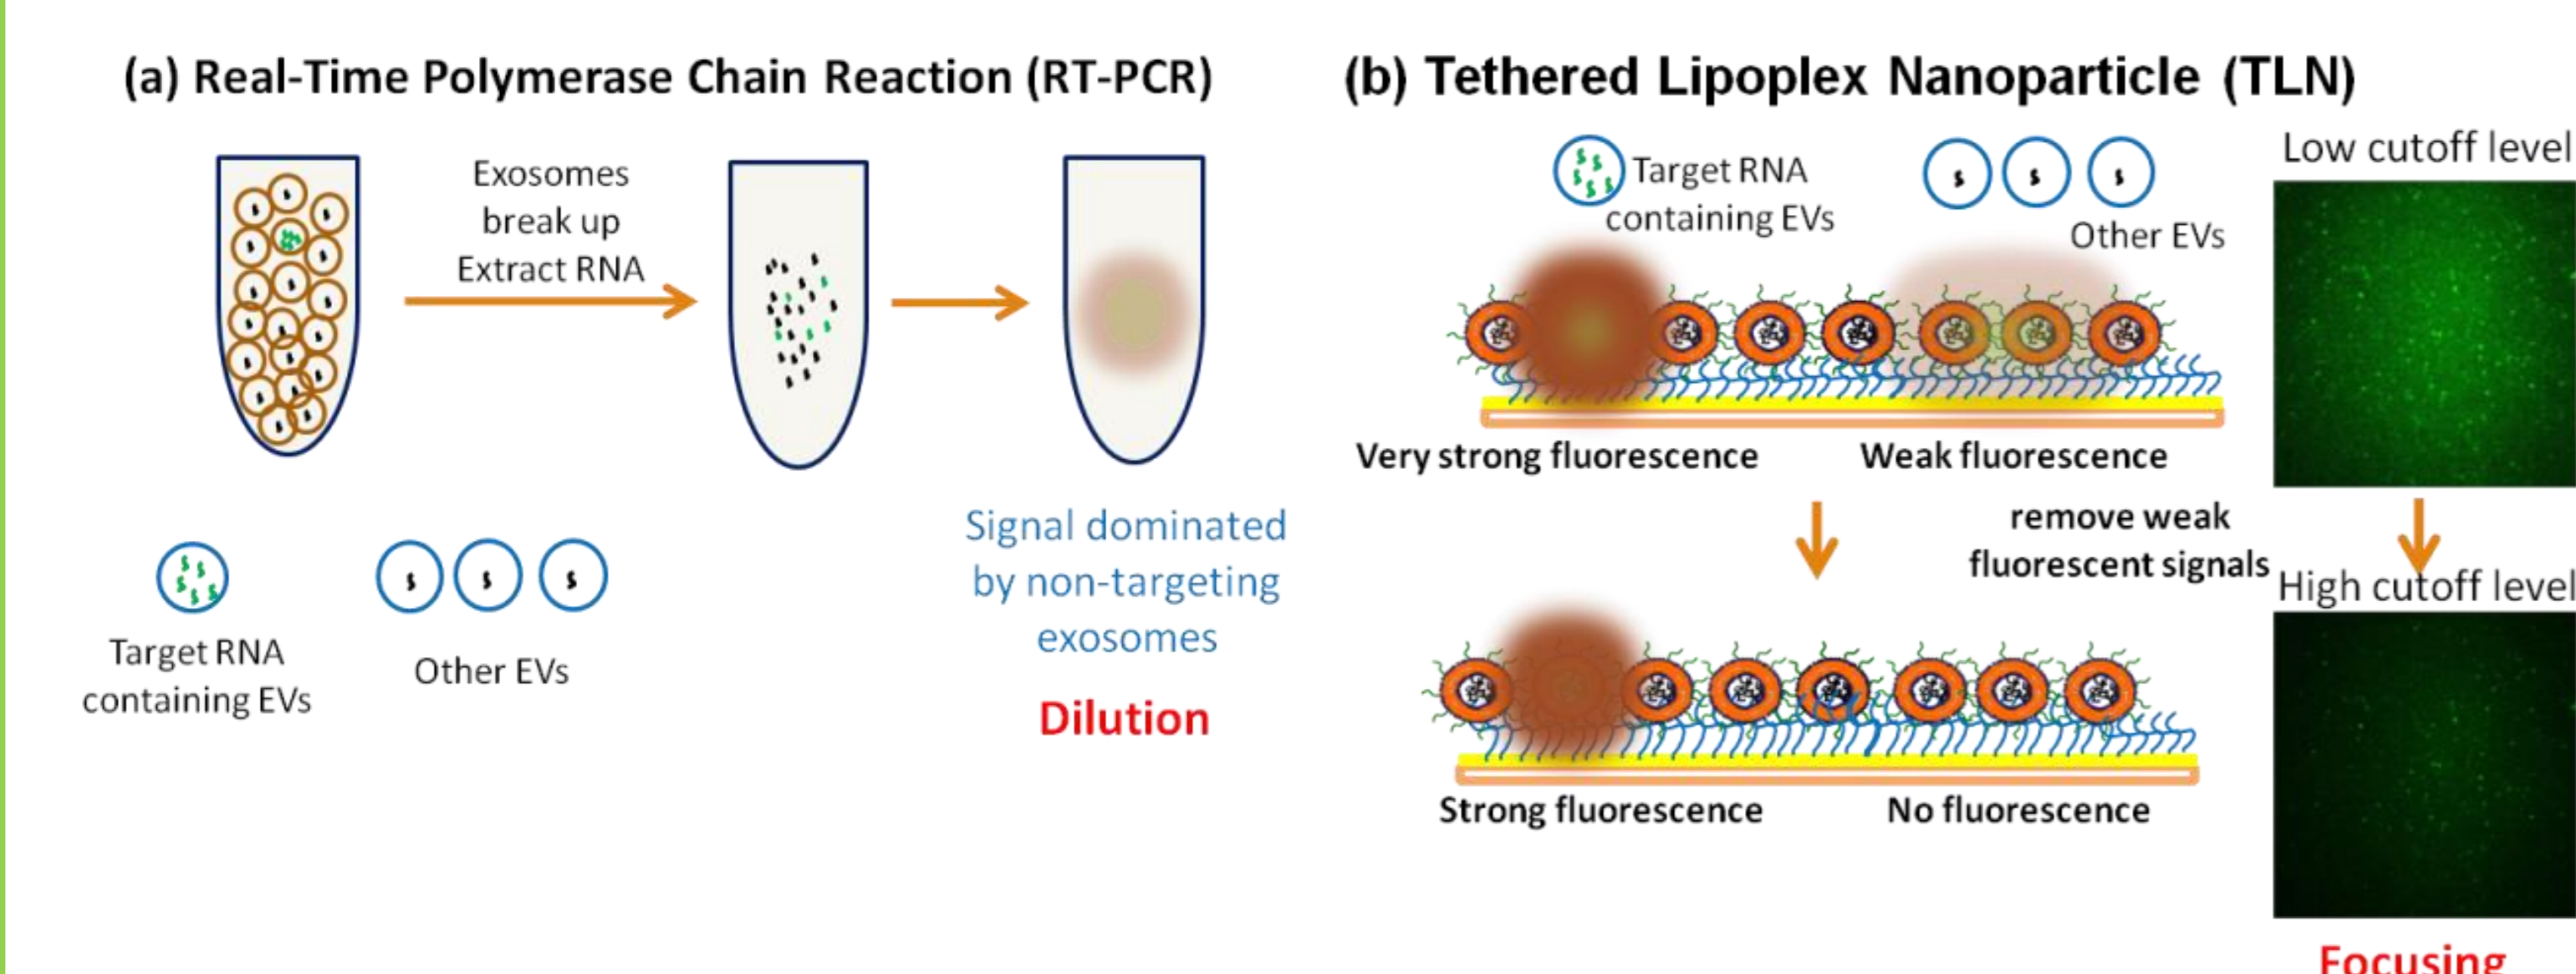 (a) Real-Time Polymerase Chain Reaction (RT-PCR)
Exosomes
break up
Extract RNA
Target RNA
containing EVs
Other EVs
Signal dominated
by non-targeting
exosomes
Dilution
(b) Tethered Lipoplex Nanoparticle (TLN)
Target RNA
containing EVs
Other EVs
Low cutoff level
Very strong fluorescence
Weak fluorescence
remove weak
fluorescent signals
High cutoff level
Strong fluorescence
No fluorescence
Focusing